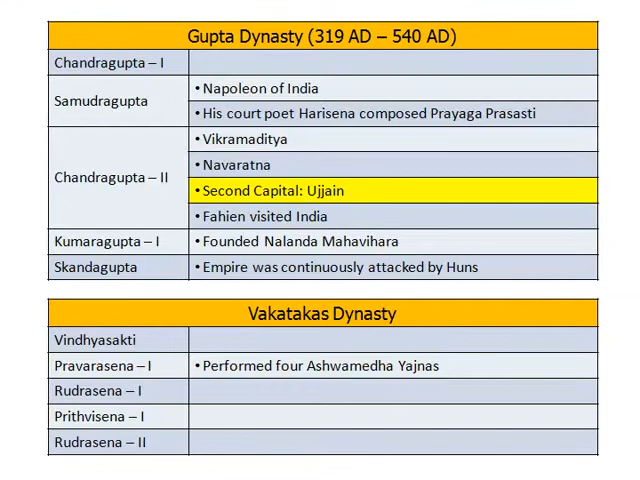 Gupta Dynasty (319 AD – 540 AD)
Chandragupta – I
Samudragupta
• Napoleon of India
• His court poet Harisena composed Prayaga Prasasti
Chandragupta – II
• Vikramaditya
• Navaratna
• Second Capital: Ujjain
• Fahien visited India
Kumaragupta – I
• Founded Nalanda Mahavihara
Skandagupta
• Empire was continuously attacked by Huns
Vakatakas Dynasty
Vindhyasakti
Pravarasena – I
• Performed four Ashwamedha Yajnas
Rudrasena – I
Prithvisena – I
Rudrasena – II